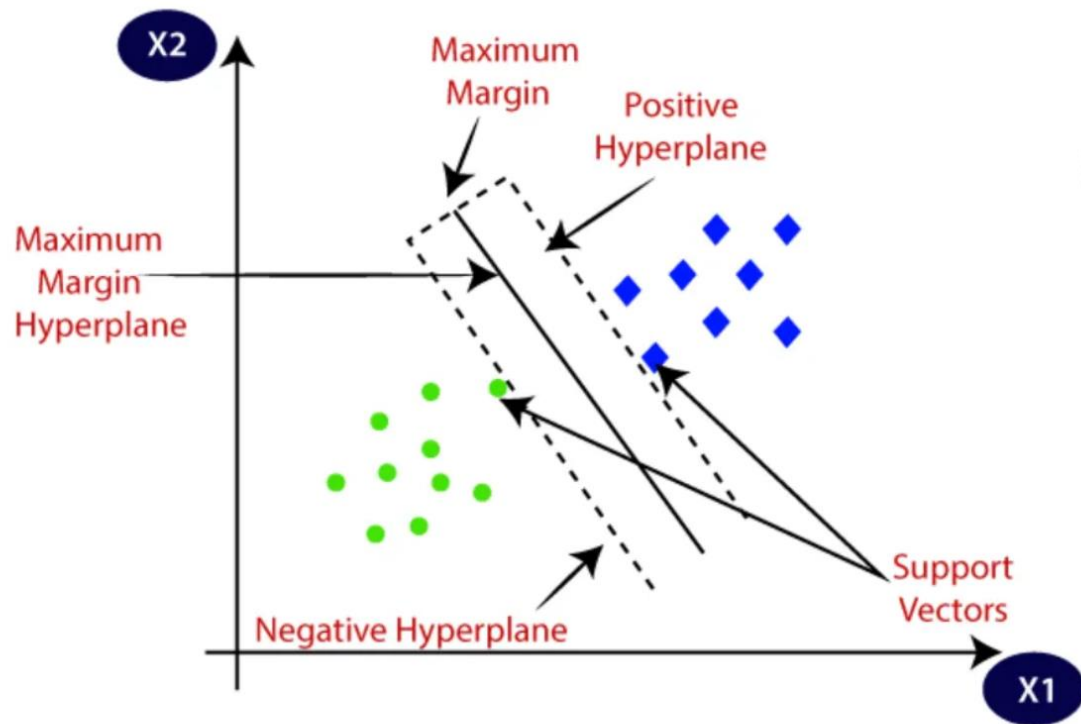 X2
Maximum
Margin
Positive
Hyperplane
Maximum
Margin
Hyperplane
Support
Vectors
Negative Hyperplane
X1